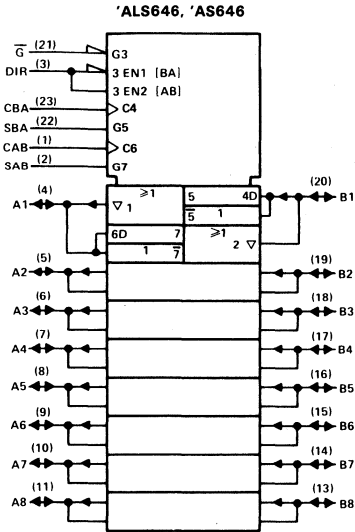 'ALS646, 'AS646
G̅ (21) G3
DIR (3) 3 EN1 [BA]
3 EN2 [AB]
CBA (23) C4
SBA (22) G5
CAB (1) C6
SAB (2) G7
A1 (4) ≥1 5 4D (20) B1
▽ 1 5̅ 1
6D 7 ≥1
1 7̅ 2 ▽
A2 (5) (19) B2
A3 (6) (18) B3
A4 (7) (17) B4
A5 (8) (16) B5
A6 (9) (15) B6
A7 (10) (14) B7
A8 (11) (13) B8